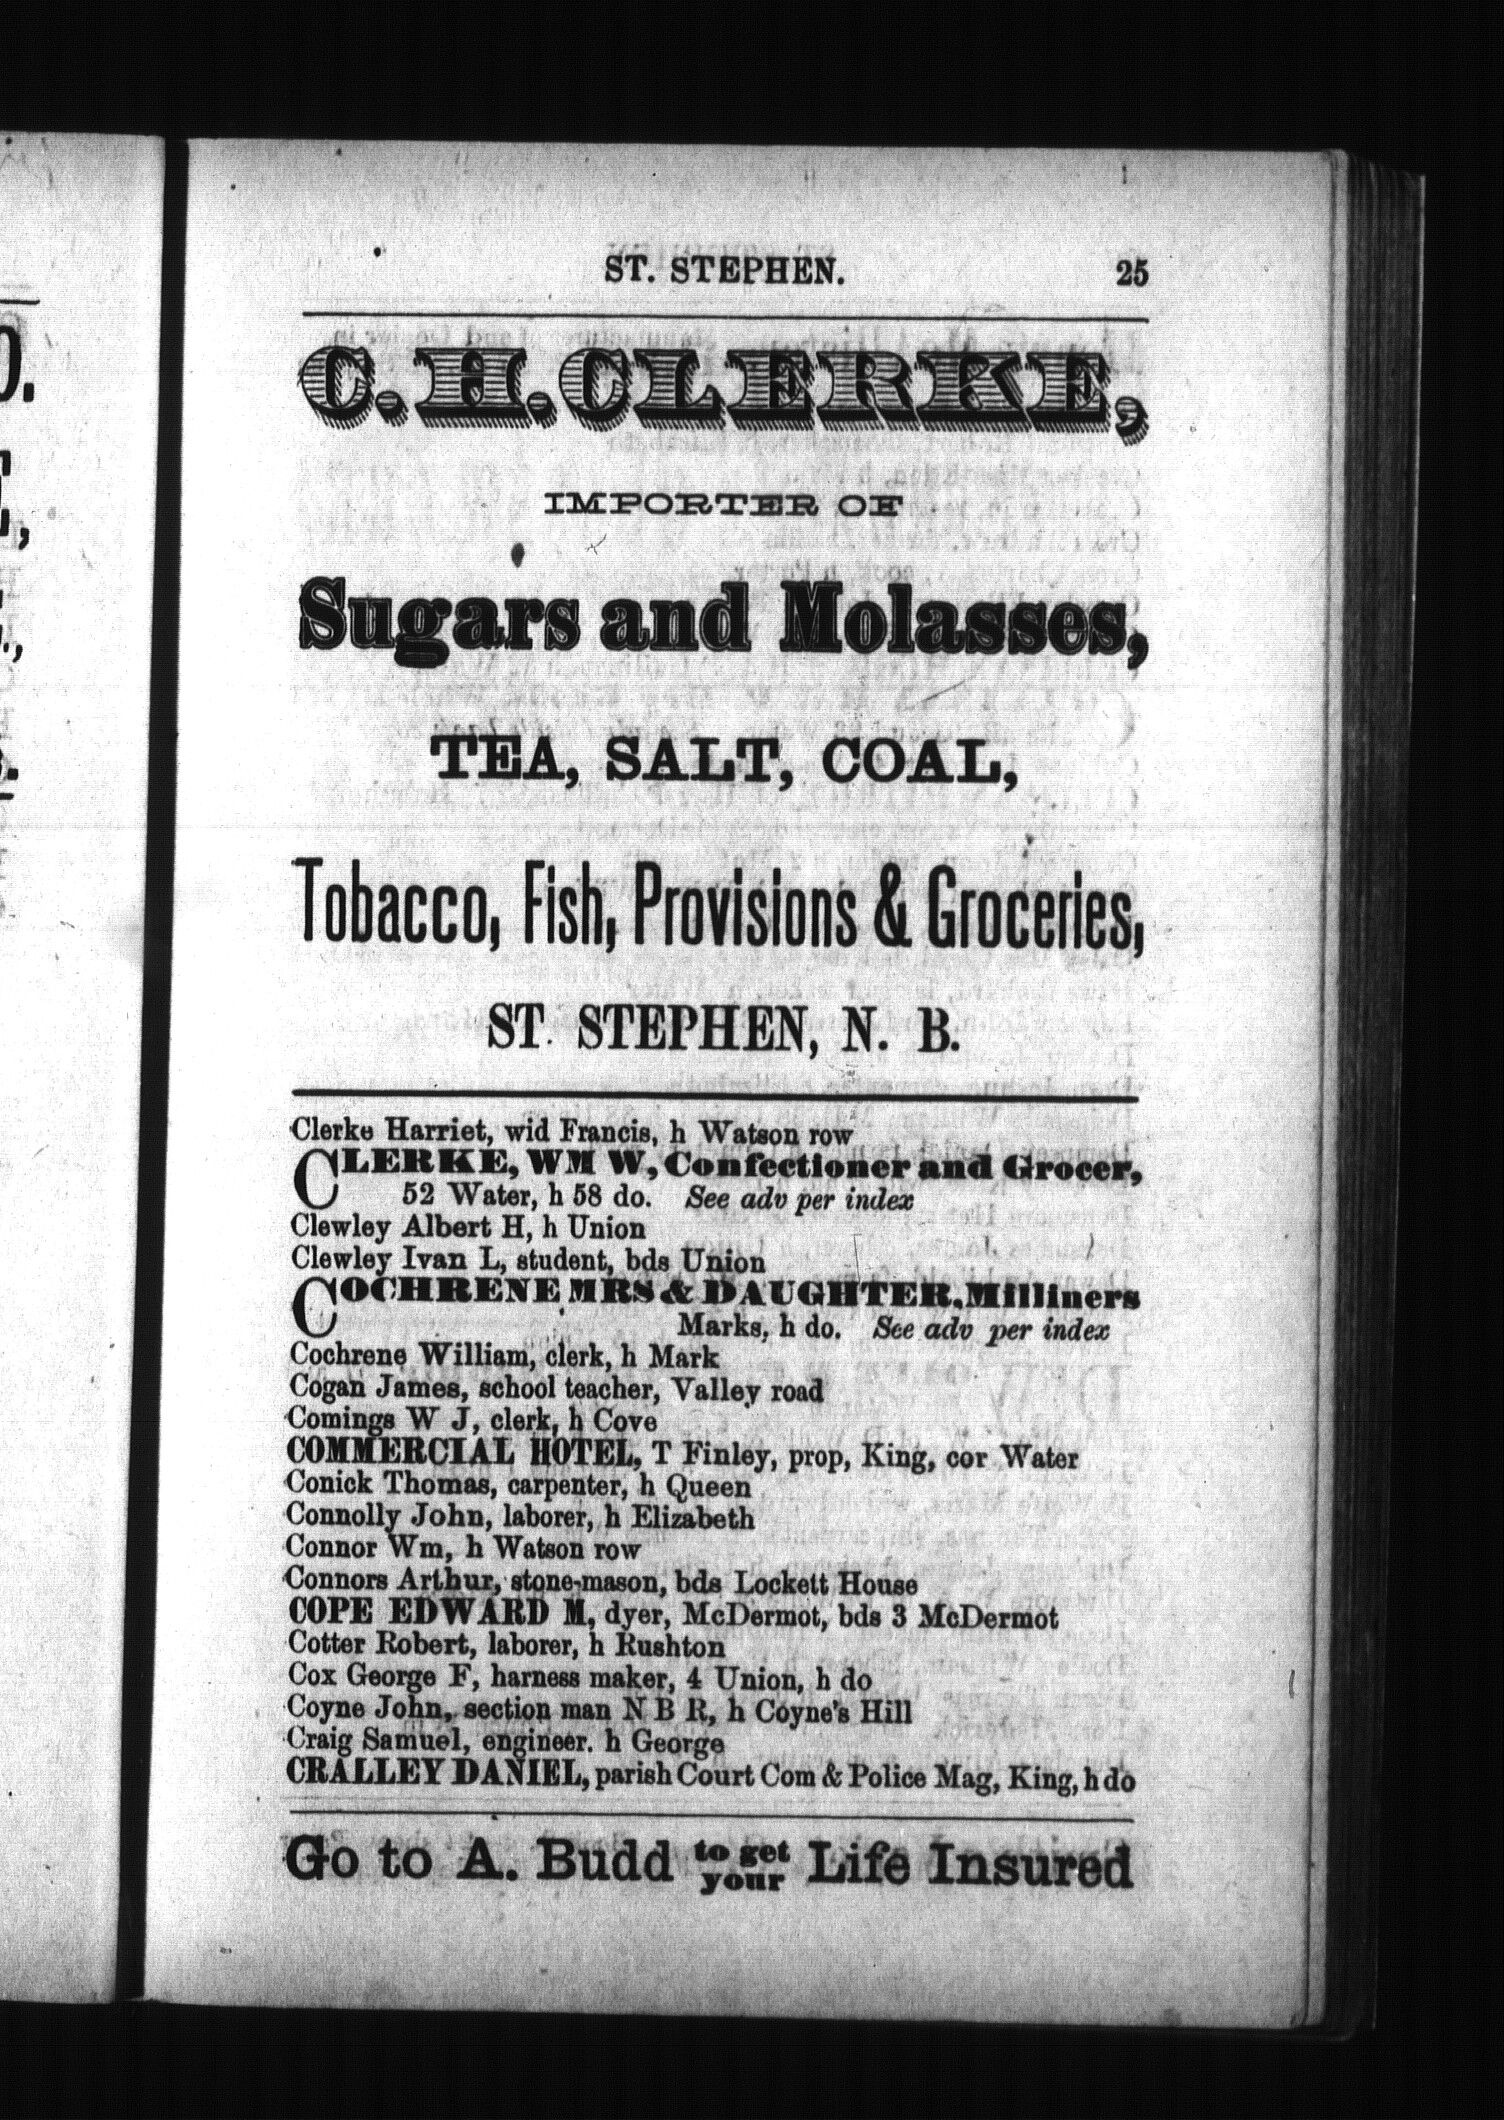 ST. STEPHEN. 25
C. H. CLERKE,
IMPORTER OF
Sugars and Molasses,
TEA, SALT, COAL,
Tobacco, Fish, Provisions & Groceries,
ST. STEPHEN, N. B.
Clerke Harriet, wid Francis, h Watson row
CLERKE, WM W, Confectioner and Grocer,
52 Water, h 58 do. See adv per index
Clewley Albert H, h Union
Clewley Ivan L, student, bds Union
COCHRENE MRS & DAUGHTER, Milliners
Marks, h do. See adv per index
Cochrene William, clerk, h Mark
Cogan James, school teacher, Valley road
Comings W J, clerk, h Cove
COMMERCIAL HOTEL, T Finley, prop, King, cor Water
Conick Thomas, carpenter, h Queen
Connolly John, laborer, h Elizabeth
Connor Wm, h Watson row
Connors Arthur, stone-mason, bds Lockett House
COPE EDWARD M, dyer, McDermot, bds 3 McDermot
Cotter Robert, laborer, h Rushton
Cox George F, harness maker, 4 Union, h do
Coyne John, section man N B R, h Coyne's Hill
Craig Samuel, engineer. h George
CRALLEY DANIEL, parish Court Com & Police Mag, King, h do
Go to A. Budd to get your Life Insured